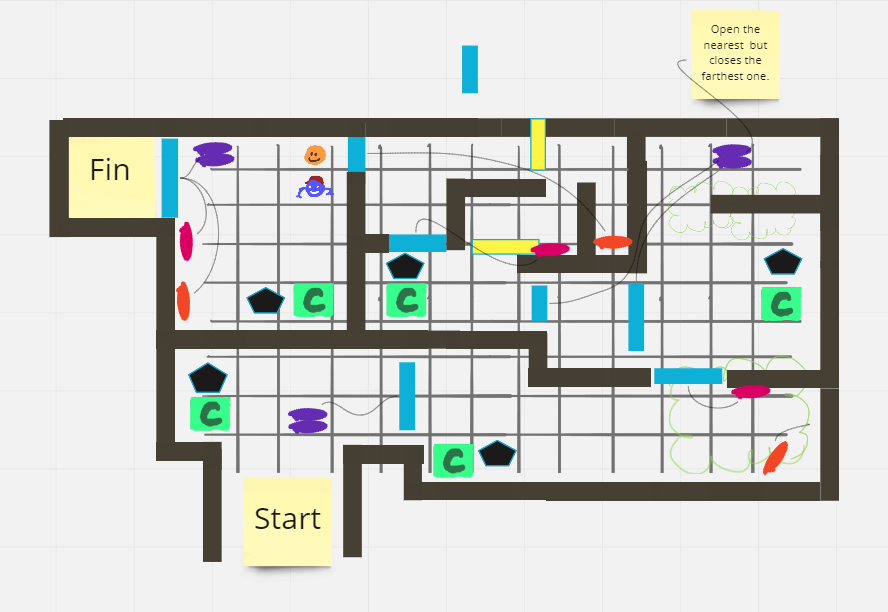 Open the
nearest but
closes the
farthest one.
Fin
C
C
C
C
C
Start